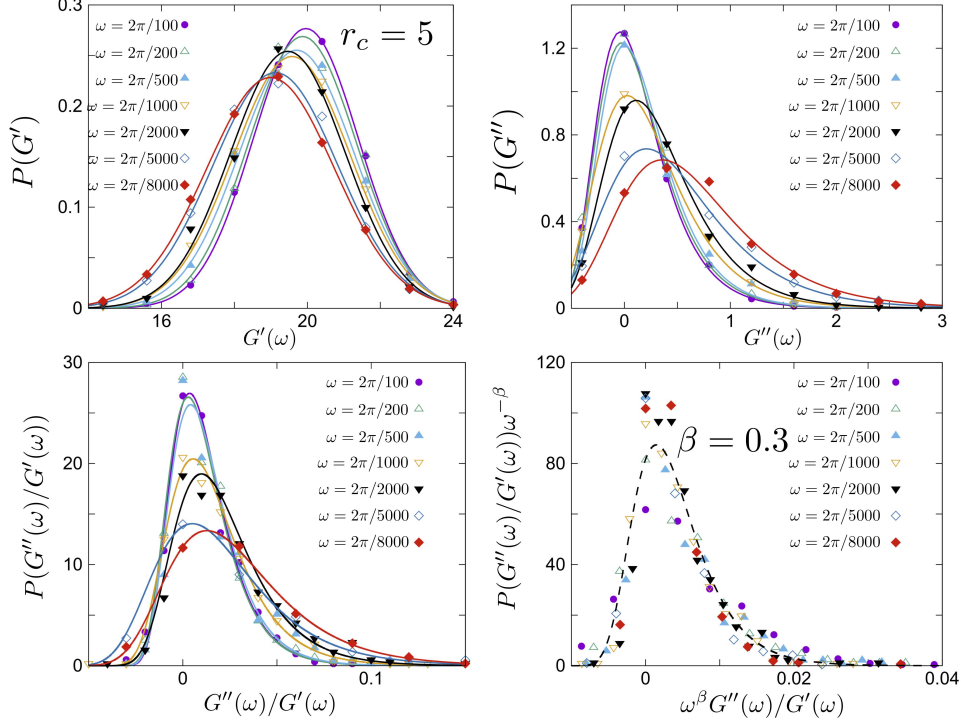 0.3
0.2
0.1
0
P(G′)
ω = 2π/100
ω = 2π/200
ω = 2π/500
ω = 2π/1000
ω = 2π/2000
ω = 2π/5000
ω = 2π/8000
r_c = 5
16 20 24
G′(ω)
1.2
0.8
0.4
0
P(G″)
ω = 2π/100
ω = 2π/200
ω = 2π/500
ω = 2π/1000
ω = 2π/2000
ω = 2π/5000
ω = 2π/8000
0 1 2 3
G″(ω)
30
20
10
0
P(G″(ω)/G′(ω))
ω = 2π/100
ω = 2π/200
ω = 2π/500
ω = 2π/1000
ω = 2π/2000
ω = 2π/5000
ω = 2π/8000
0 0.1
G″(ω)/G′(ω)
120
80
40
0
P(G″(ω)/G′(ω))ω^{−β}
ω = 2π/100
ω = 2π/200
ω = 2π/500
ω = 2π/1000
ω = 2π/2000
ω = 2π/5000
ω = 2π/8000
β = 0.3
0 0.02 0.04
ω^β G″(ω)/G′(ω)